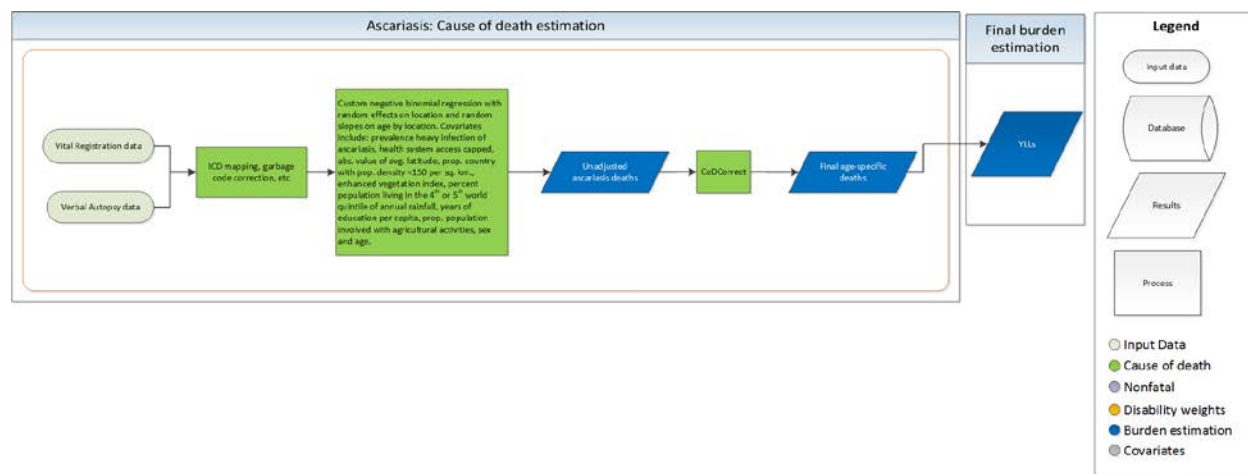 Ascariasis: Cause of death estimation
Final burden
estimation
Legend
Vital Registration data
Verbal Autopsy data
ICD mapping, garbage
code correction, etc
Custom negative binomial regression with
random effects on location and random
slopes on age by location. Covariates
include: prevalence heavy infection of
ascariasis, health system access capped,
abs. value of avg. latitude, prop. country
with pop. density <150 per sq. km.,
enhanced vegetation index, percent
population living in the 4th or 5th world
quintile of annual rainfall, years of
education per capita, prop. population
involved with agricultural activities, sex
and age.
Unadjusted
ascariasis deaths
CoDCorrect
Final age-specific
deaths
YLLs
Input data
Database
Results
Process
Input Data
Cause of death
Nonfatal
Disability weights
Burden estimation
Covariates